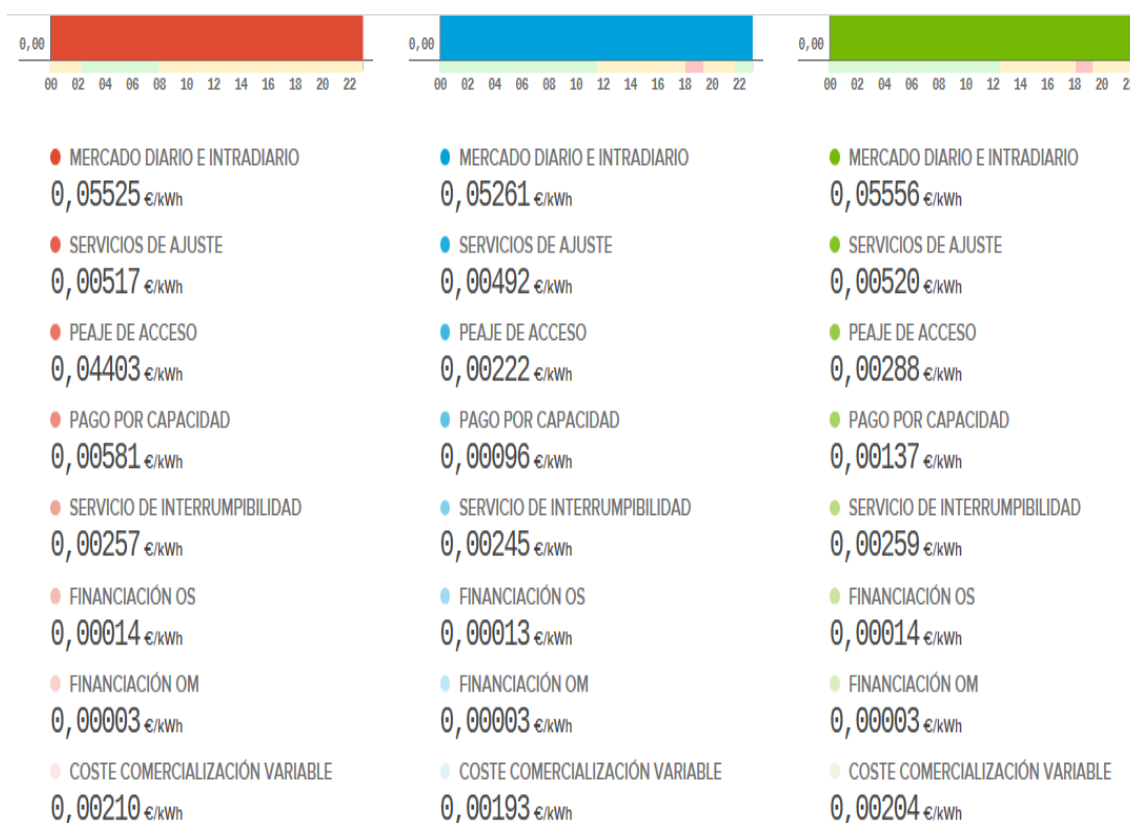 0,00 0,00 0,00
00 02 04 06 08 10 12 14 16 18 20 22 00 02 04 06 08 10 12 14 16 18 20 22 00 02 04 06 08 10 12 14 16 18 20
MERCADO DIARIO E INTRADIARIO MERCADO DIARIO E INTRADIARIO MERCADO DIARIO E INTRADIARIO
0,05525 €/kWh 0,05261 €/kWh 0,05556 €/kWh
SERVICIOS DE AJUSTE SERVICIOS DE AJUSTE SERVICIOS DE AJUSTE
0,00517 €/kWh 0,00492 €/kWh 0,00520 €/kWh
PEAJE DE ACCESO PEAJE DE ACCESO PEAJE DE ACCESO
0,04403 €/kWh 0,00222 €/kWh 0,00288 €/kWh
PAGO POR CAPACIDAD PAGO POR CAPACIDAD PAGO POR CAPACIDAD
0,00581 €/kWh 0,00096 €/kWh 0,00137 €/kWh
SERVICIO DE INTERRUMPIBILIDAD SERVICIO DE INTERRUMPIBILIDAD SERVICIO DE INTERRUMPIBILIDAD
0,00257 €/kWh 0,00245 €/kWh 0,00259 €/kWh
FINANCIACIÓN OS FINANCIACIÓN OS FINANCIACIÓN OS
0,00014 €/kWh 0,00013 €/kWh 0,00014 €/kWh
FINANCIACIÓN OM FINANCIACIÓN OM FINANCIACIÓN OM
0,00003 €/kWh 0,00003 €/kWh 0,00003 €/kWh
COSTE COMERCIALIZACIÓN VARIABLE COSTE COMERCIALIZACIÓN VARIABLE COSTE COMERCIALIZACIÓN VARIABLE
0,00210 €/kWh 0,00193 €/kWh 0,00204 €/kWh